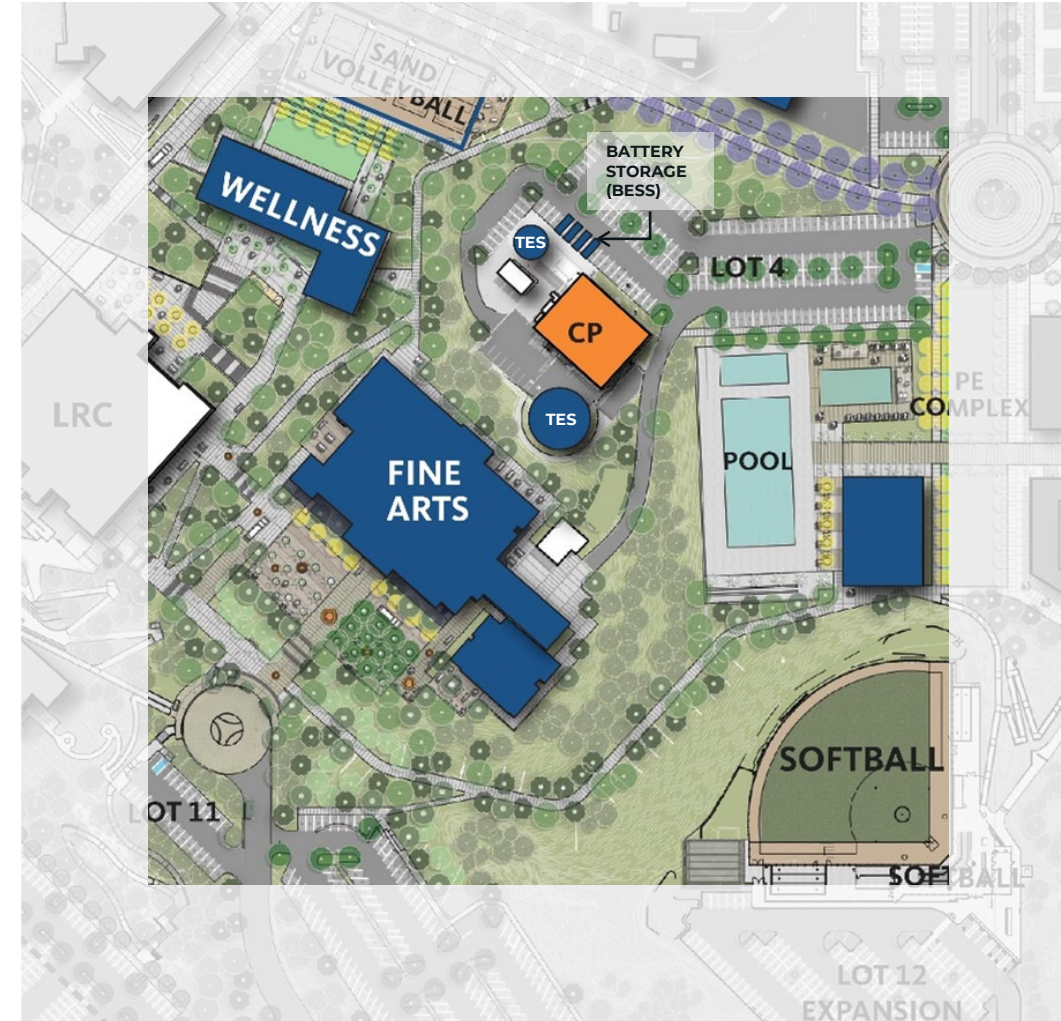 SAND
VOLLEYBALL
BATTERY
STORAGE
(BESS)
WELLNESS
TES
LOT 4
CP
LRC
PE
COMPLEX
TES
POOL
FINE
ARTS
SOFTBALL
LOT 11
SOFTBALL
LOT 12
EXPANSION